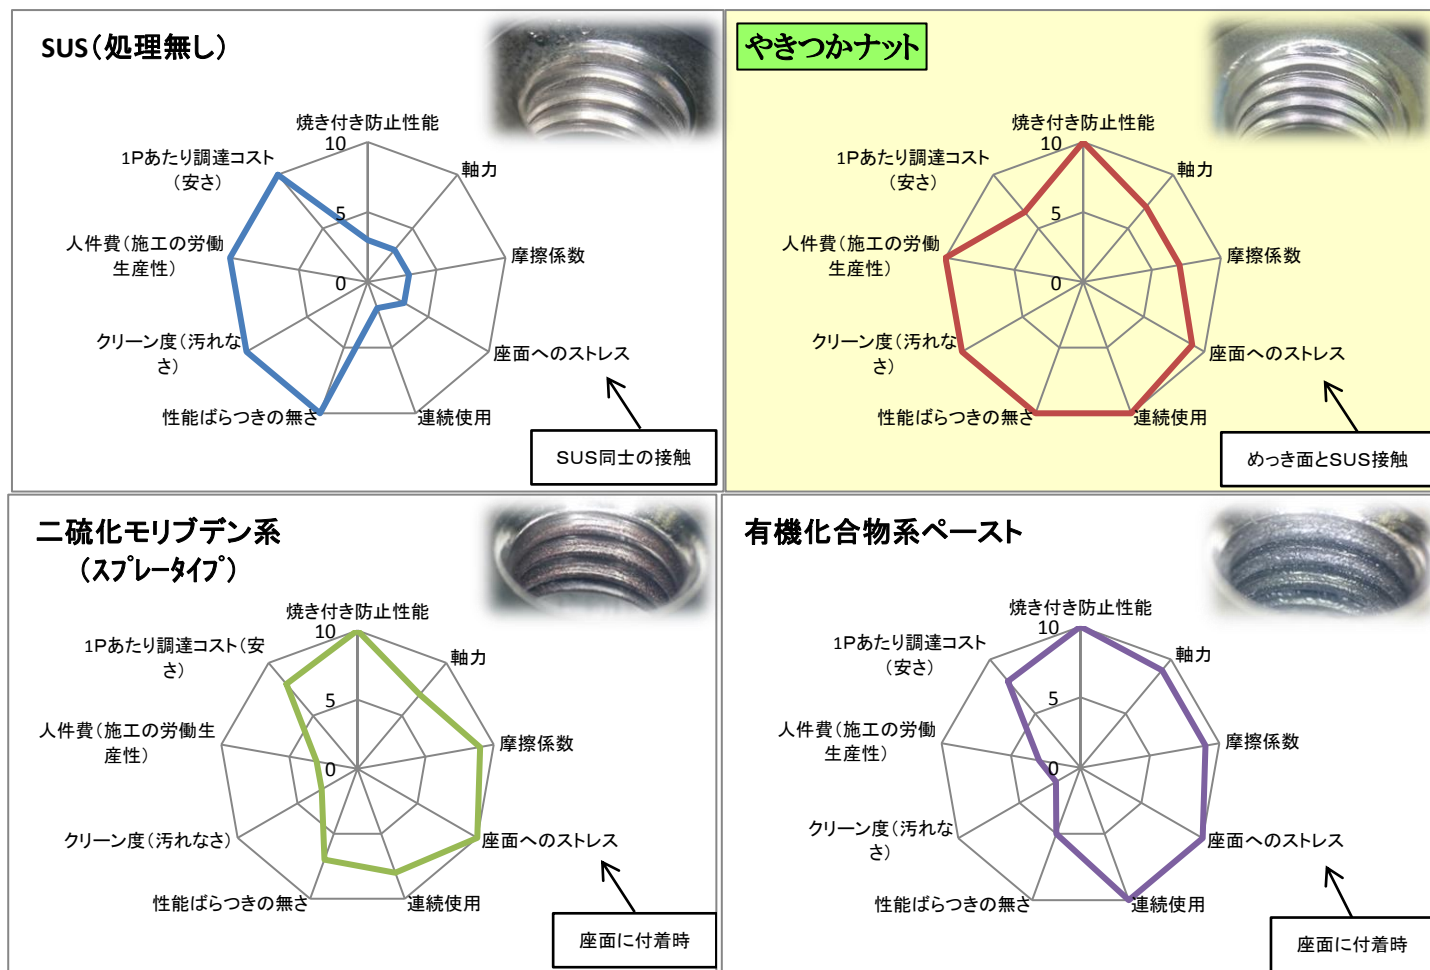 SUS（処理無し）
焼き付き防止性能
10
1Pあたり調達コスト
（安さ）
軸力
5
人件費（施工の労働
生産性）
摩擦係数
0
クリーン度（汚れな
さ）
座面へのストレス
性能ばらつきの無さ
連続使用
SUS同士の接触
やきつかナット
焼き付き防止性能
10
1Pあたり調達コスト
（安さ）
軸力
5
人件費（施工の労働
生産性）
摩擦係数
0
クリーン度（汚れな
さ）
座面へのストレス
性能ばらつきの無さ
連続使用
めっき面とSUS接触
二硫化モリブデン系
（ｽﾌﾟﾚｰﾀｲﾌﾟ）
焼き付き防止性能
10
1Pあたり調達コスト（安
さ）
軸力
5
人件費（施工の労働生
産性）
摩擦係数
0
クリーン度（汚れなさ）
座面へのストレス
性能ばらつきの無さ
連続使用
座面に付着時
有機化合物系ペースト
焼き付き防止性能
10
1Pあたり調達コスト
（安さ）
軸力
5
人件費（施工の労働
生産性）
摩擦係数
0
クリーン度（汚れな
さ）
座面へのストレス
性能ばらつきの無さ
連続使用
座面に付着時